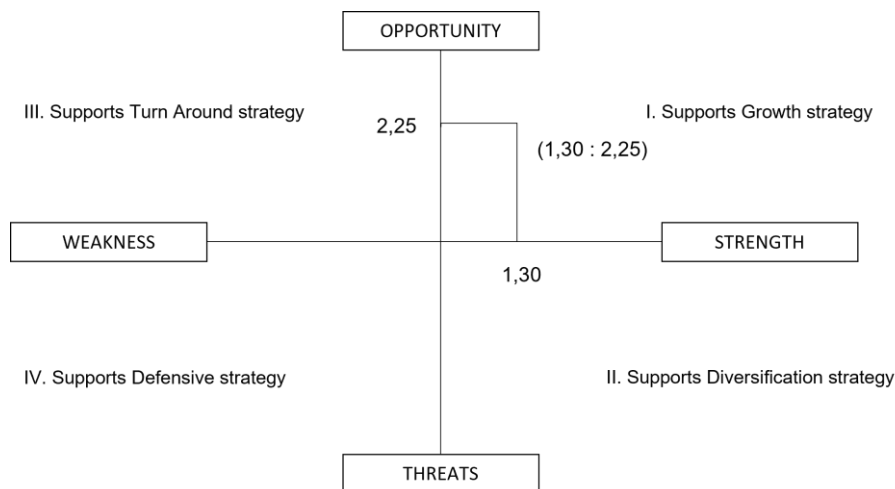 OPPORTUNITY
III. Supports Turn Around strategy
I. Supports Growth strategy
2,25
(1,30 : 2,25)
WEAKNESS
STRENGTH
1,30
IV. Supports Defensive strategy
II. Supports Diversification strategy
THREATS